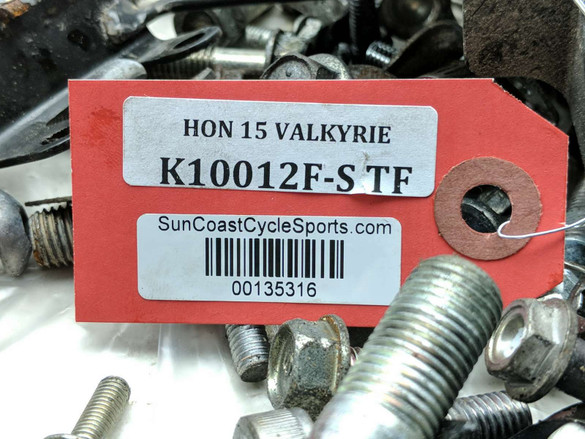 HON 15 VALKYRIE
K10012F-S TF
SunCoastCycleSports.com
00135316